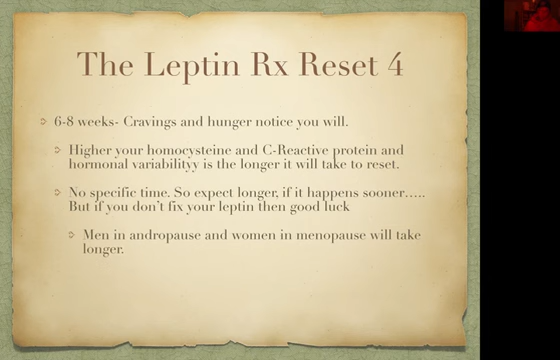 The Leptin Rx Reset 4
6-8 weeks- Cravings and hunger notice you will.
Higher your homocysteine and C-Reactive protein and
hormonal variabilityy is the longer it will take to reset.
No specific time. So expect longer, if it happens sooner.....
But if you don't fix your leptin then good luck
Men in andropause and women in menopause will take
longer.